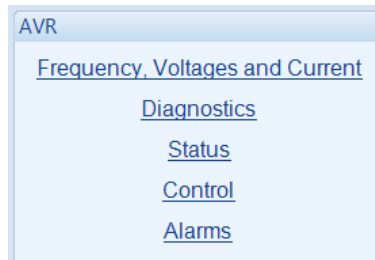 AVR
Frequency, Voltages and Current
Diagnostics
Status
Control
Alarms